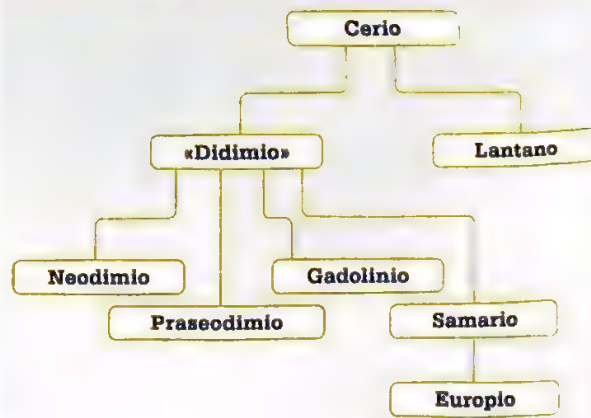 Cerio
«Didimio»
Lantano
Neodimio
Gadolinio
Praseodimio
Samario
Europio